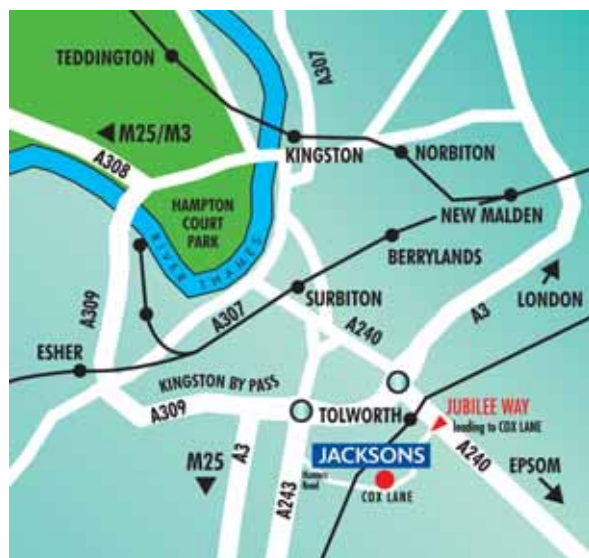 TEDDINGTON
A307
M25/M3
KINGSTON
NORBITON
A308
HAMPTON
COURT
PARK
NEW MALDEN
RIVER THAMES
BERRYLANDS
A309
A307
SURBITON
LONDON
A240
A3
ESHER
KINGSTON BY PASS
A309
TOLWORTH
JUBILEE WAY
leading to COX LANE
M25
A3
JACKSONS
A240
EPSOM
A243
Road
COX LANE